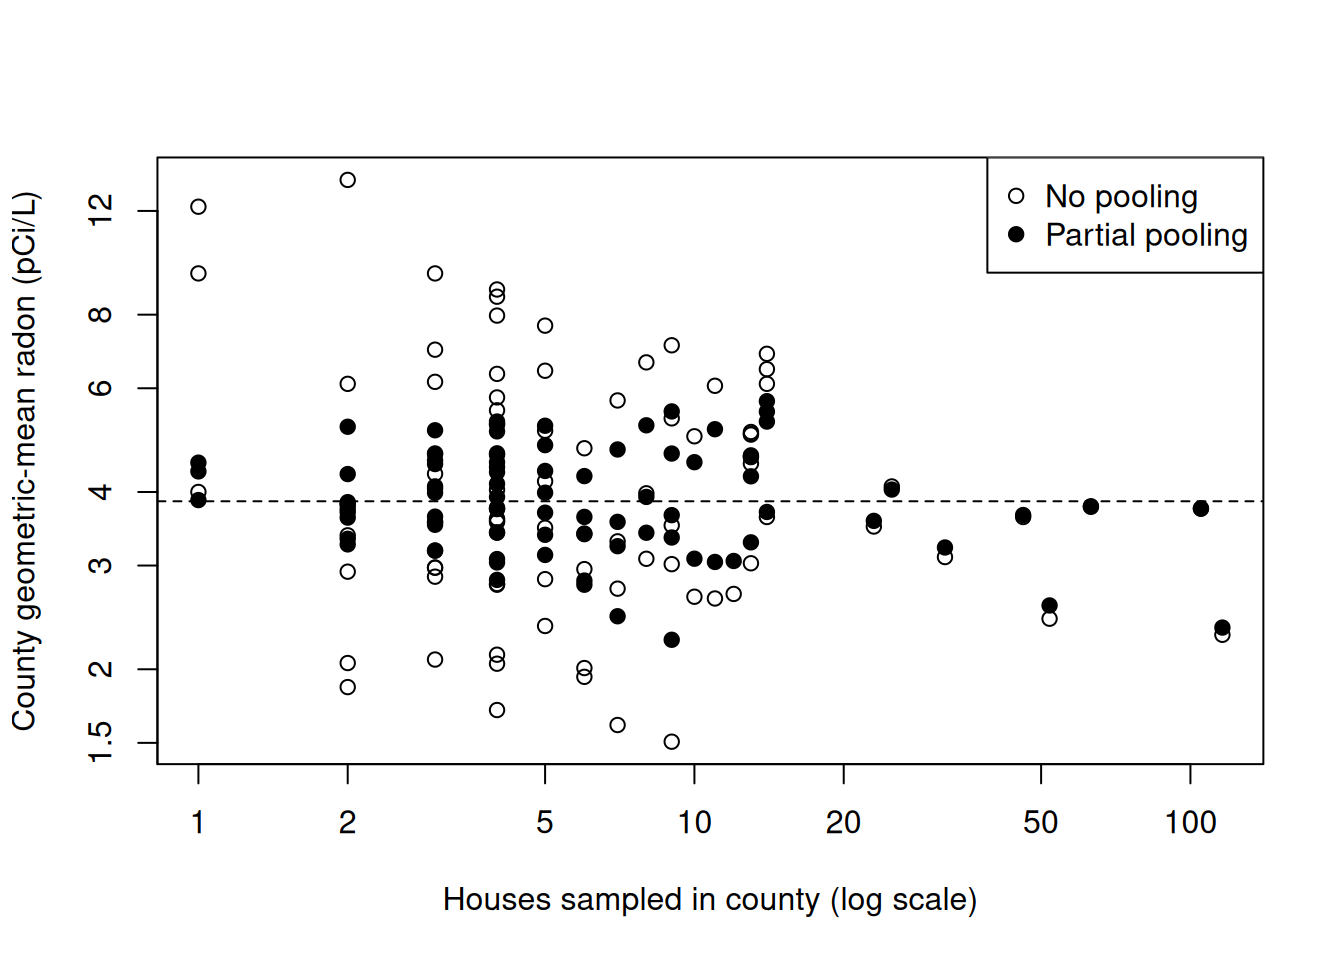 No pooling
Partial pooling
County geometric-mean radon (pCi/L)
12
8
6
4
3
2
1.5
1 2 5 10 20 50 100
Houses sampled in county (log scale)